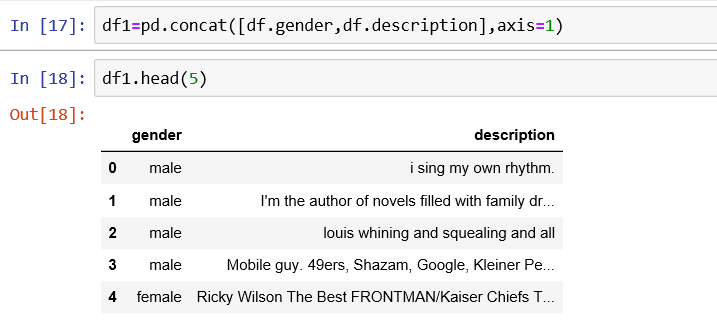 In [17]: df1=pd.concat([df.gender,df.description],axis=1)
In [18]: df1.head(5)
Out[18]:
gender description
0 male i sing my own rhythm.
1 male I'm the author of novels filled with family dr...
2 male louis whining and squealing and all
3 male Mobile guy. 49ers, Shazam, Google, Kleiner Pe...
4 female Ricky Wilson The Best FRONTMAN/Kaiser Chiefs T...